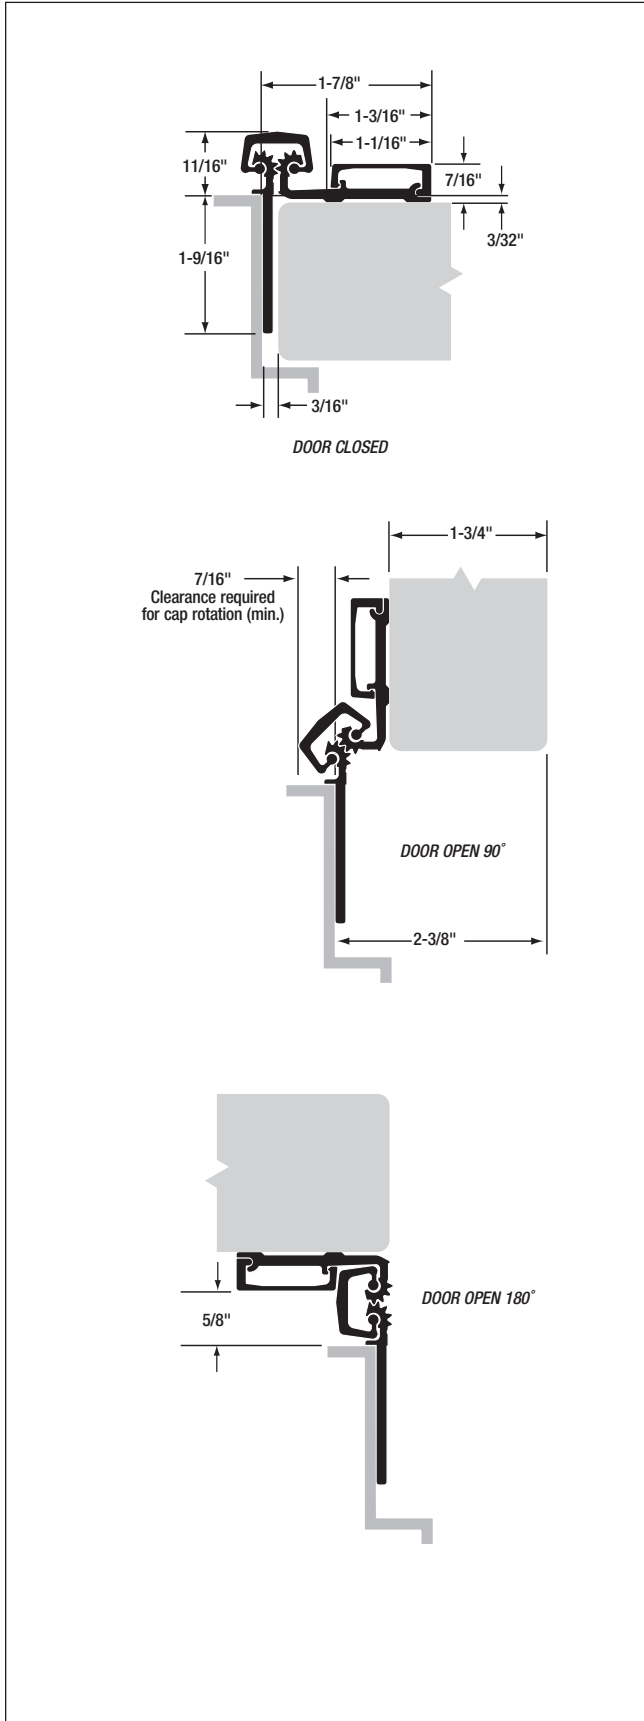 1-7/8"
1-3/16"
1-1/16"
11/16"
7/16"
1-9/16"
3/32"
3/16"
DOOR CLOSED
1-3/4"
7/16"
Clearance required
for cap rotation (min.)
DOOR OPEN 90˚
2-3/8"
DOOR OPEN 180˚
5/8"